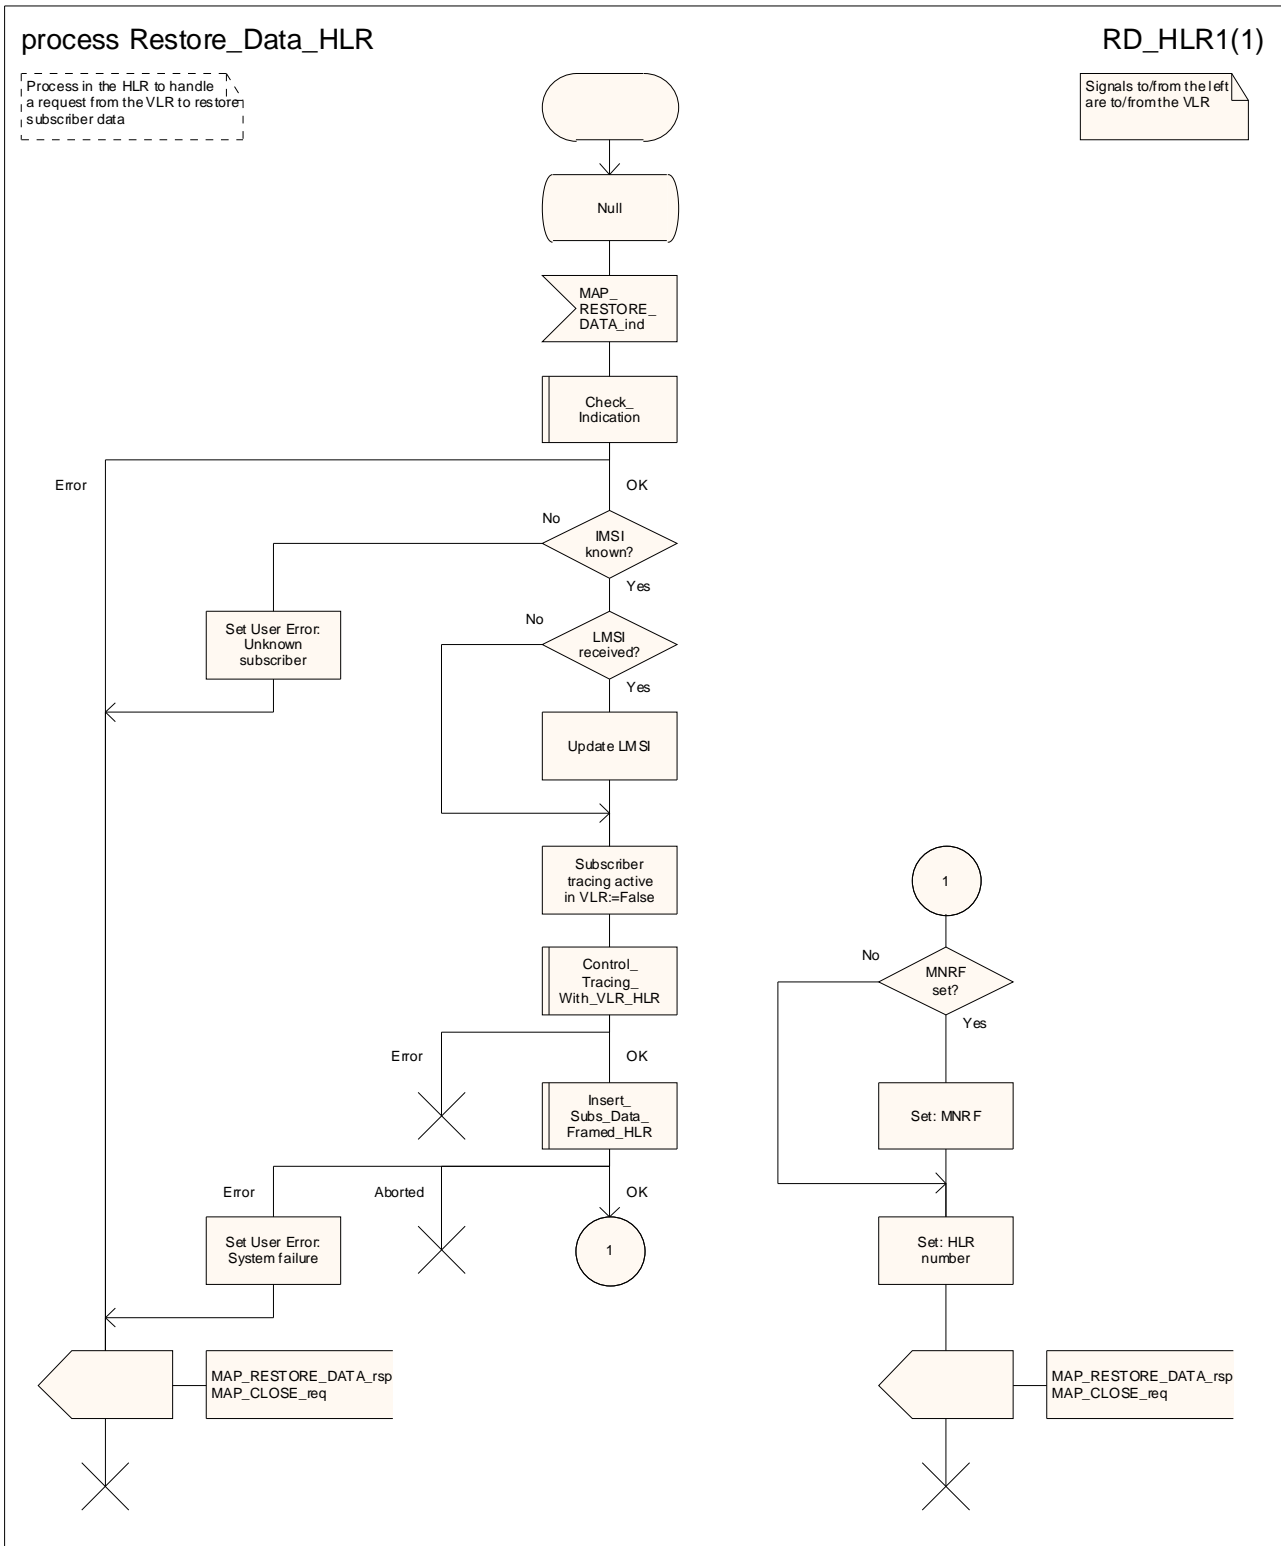 process Restore_Data_HLR
RD_HLR1(1)
Process in the HLR to handle
a request from the VLR to restore
subscriber data
Signals to/from the left
are to/from the VLR
Null
MAP_
RESTORE_
DATA_ind
Check_
Indication
Error
OK
No
IMSI
known?
Yes
Set User Error:
Unknown
subscriber
No
LMSI
received?
Yes
Update LMSI
Subscriber
tracing active
in VLR:=False
1
Control_
Tracing_
With_VLR_HLR
No
MNRF
set?
Yes
Error
OK
Insert_
Subs_Data_
Framed_HLR
Set: MNRF
Error
Aborted
OK
Set User Error:
System failure
1
Set: HLR
number
MAP_RESTORE_DATA_rsp
MAP_CLOSE_req
MAP_RESTORE_DATA_rsp
MAP_CLOSE_req